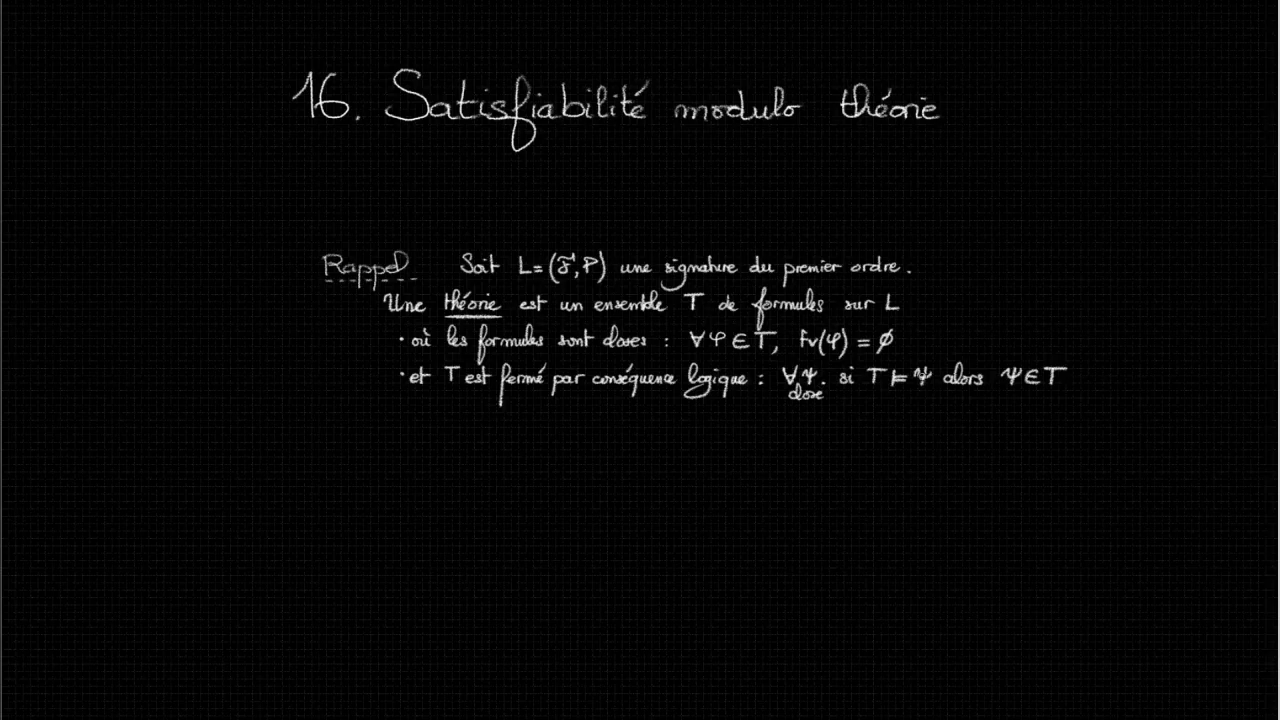 16. Satisfiabilité modulo théorie
Rappel Soit L=(F,P) une signature du premier ordre.
Une théorie est un ensemble T de formules sur L
• où les formules sont closes : ∀φ∈T, fv(φ) = ∅
• et T est fermé par conséquence logique : ∀ψ. si T⊨ψ alors ψ∈T
close